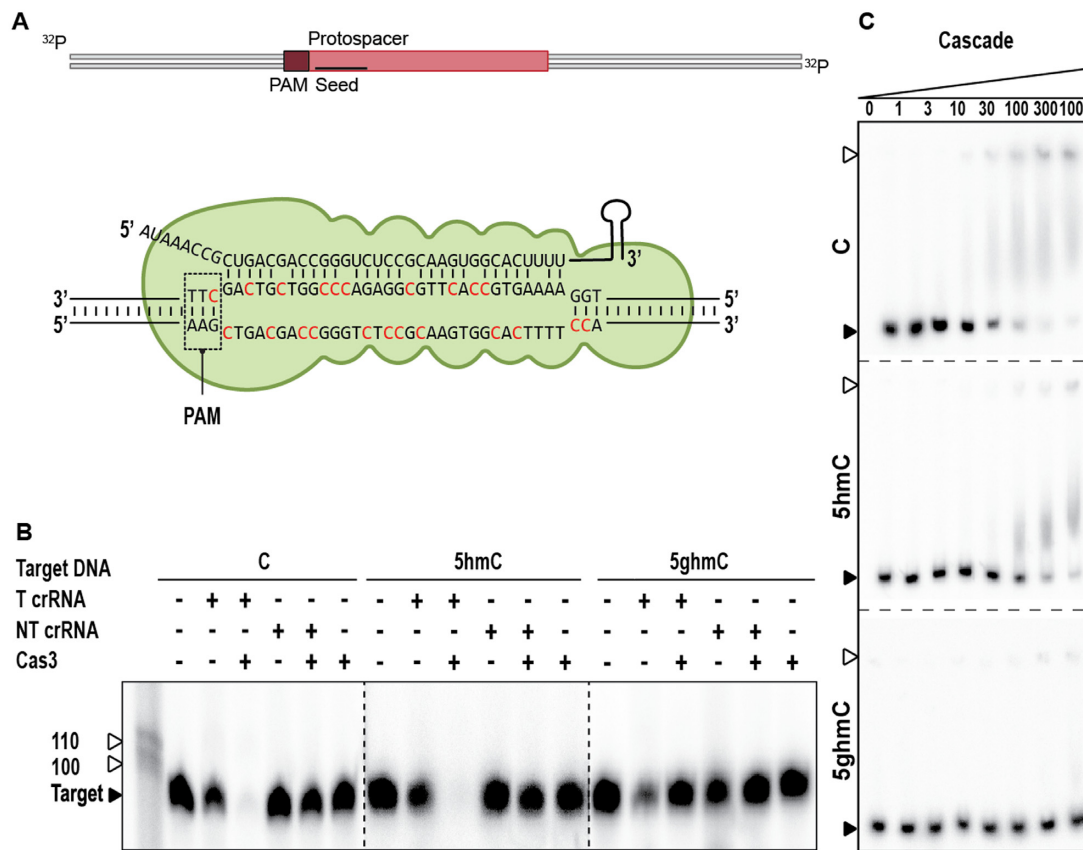 A
32P
Protospacer
PAM Seed
32P
5’ AUAAACCG CUGACGACCGGGUCUCCGCAAGUGGCACUUUU 3’
3’ TTC GACTGCTGGCCCAGAGGCGTTCACCGTGAAAA GGT 5’
5’ AAG CTGACGACCGGGTCTCCGCAAGTGGCACTTTT CCA 3’
PAM
B
Target DNA C 5hmC 5ghmC
T crRNA - + + - - - - + + - - - - + + - - -
NT crRNA - - - + + - - - - + + - - - - + + -
Cas3 - - + - + + - - + - + + - - + - + +
110
100
Target
C
Cascade
0 1 3 10 30 100 300 100
C
5hmC
5ghmC